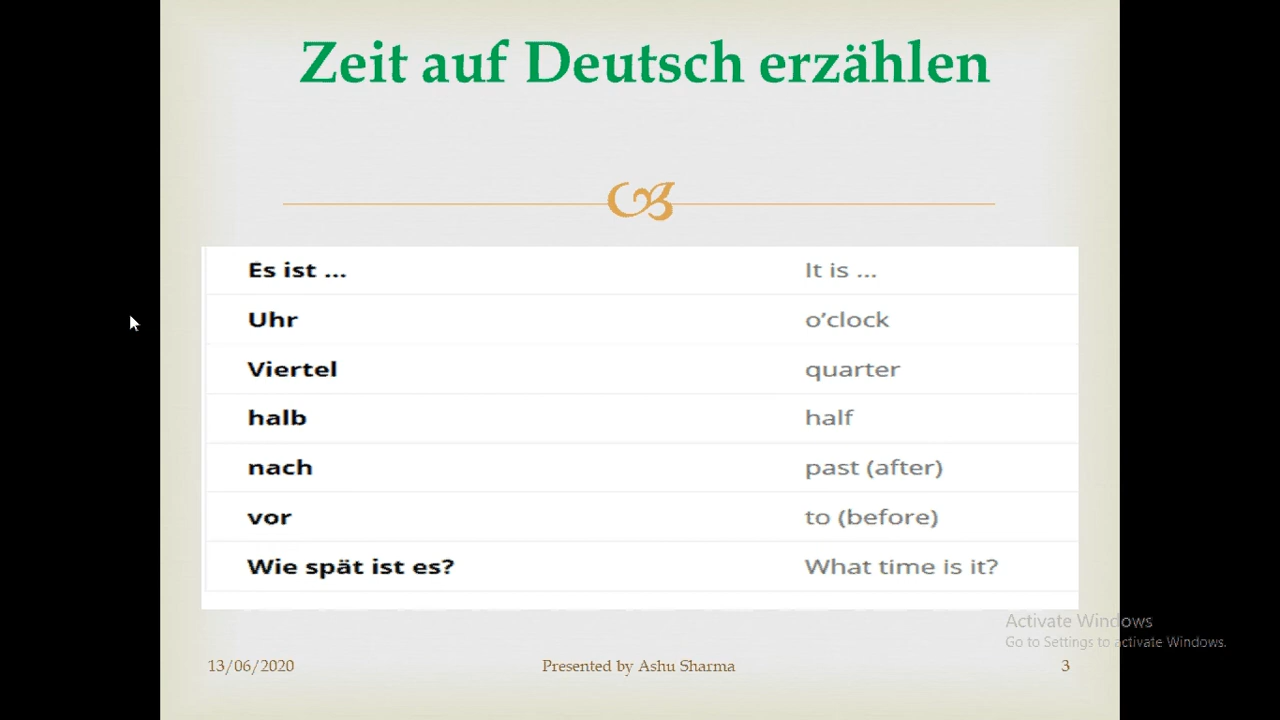 Zeit auf Deutsch erzählen
Es ist ... It is ...
Uhr o’clock
Viertel quarter
halb half
nach past (after)
vor to (before)
Wie spät ist es? What time is it?
Activate Windows
Go to Settings to activate Windows.
13/06/2020 Presented by Ashu Sharma 3